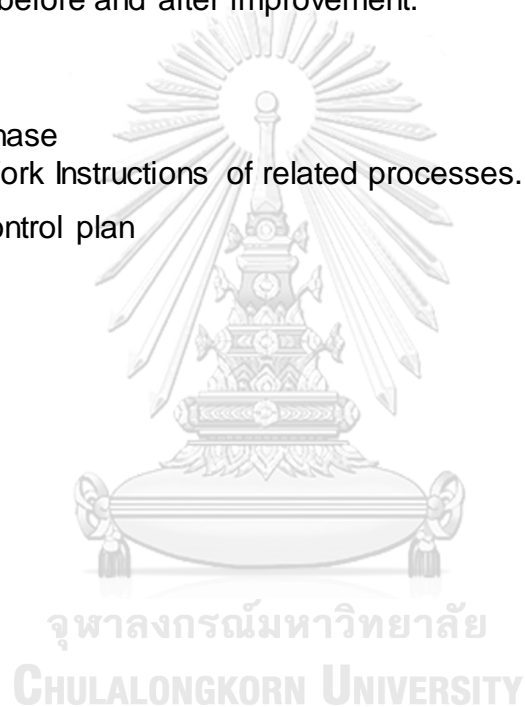 before and after improvement.
hase
ork Instructions of related processes.
ontrol plan
จุฬาลงกรณ์มหาวิทยาลัย
CHULALONGKORN UNIVERSITY